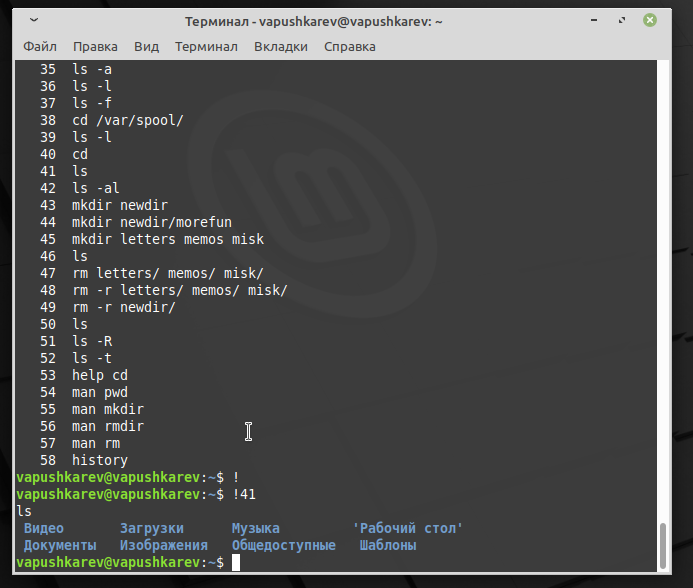 Терминал - vapushkarev@vapushkarev: ~
Файл Правка Вид Терминал Вкладки Справка
35 ls -a
36 ls -l
37 ls -f
38 cd /var/spool/
39 ls -l
40 cd
41 ls
42 ls -al
43 mkdir newdir
44 mkdir newdir/morefun
45 mkdir letters memos misk
46 ls
47 rm letters/ memos/ misk/
48 rm -r letters/ memos/ misk/
49 rm -r newdir/
50 ls
51 ls -R
52 ls -t
53 help cd
54 man pwd
55 man mkdir
56 man rmdir
57 man rm
58 history
vapushkarev@vapushkarev:~$ !
vapushkarev@vapushkarev:~$ !41
ls
Видео Загрузки Музыка 'Рабочий стол'
Документы Изображения Общедоступные Шаблоны
vapushkarev@vapushkarev:~$